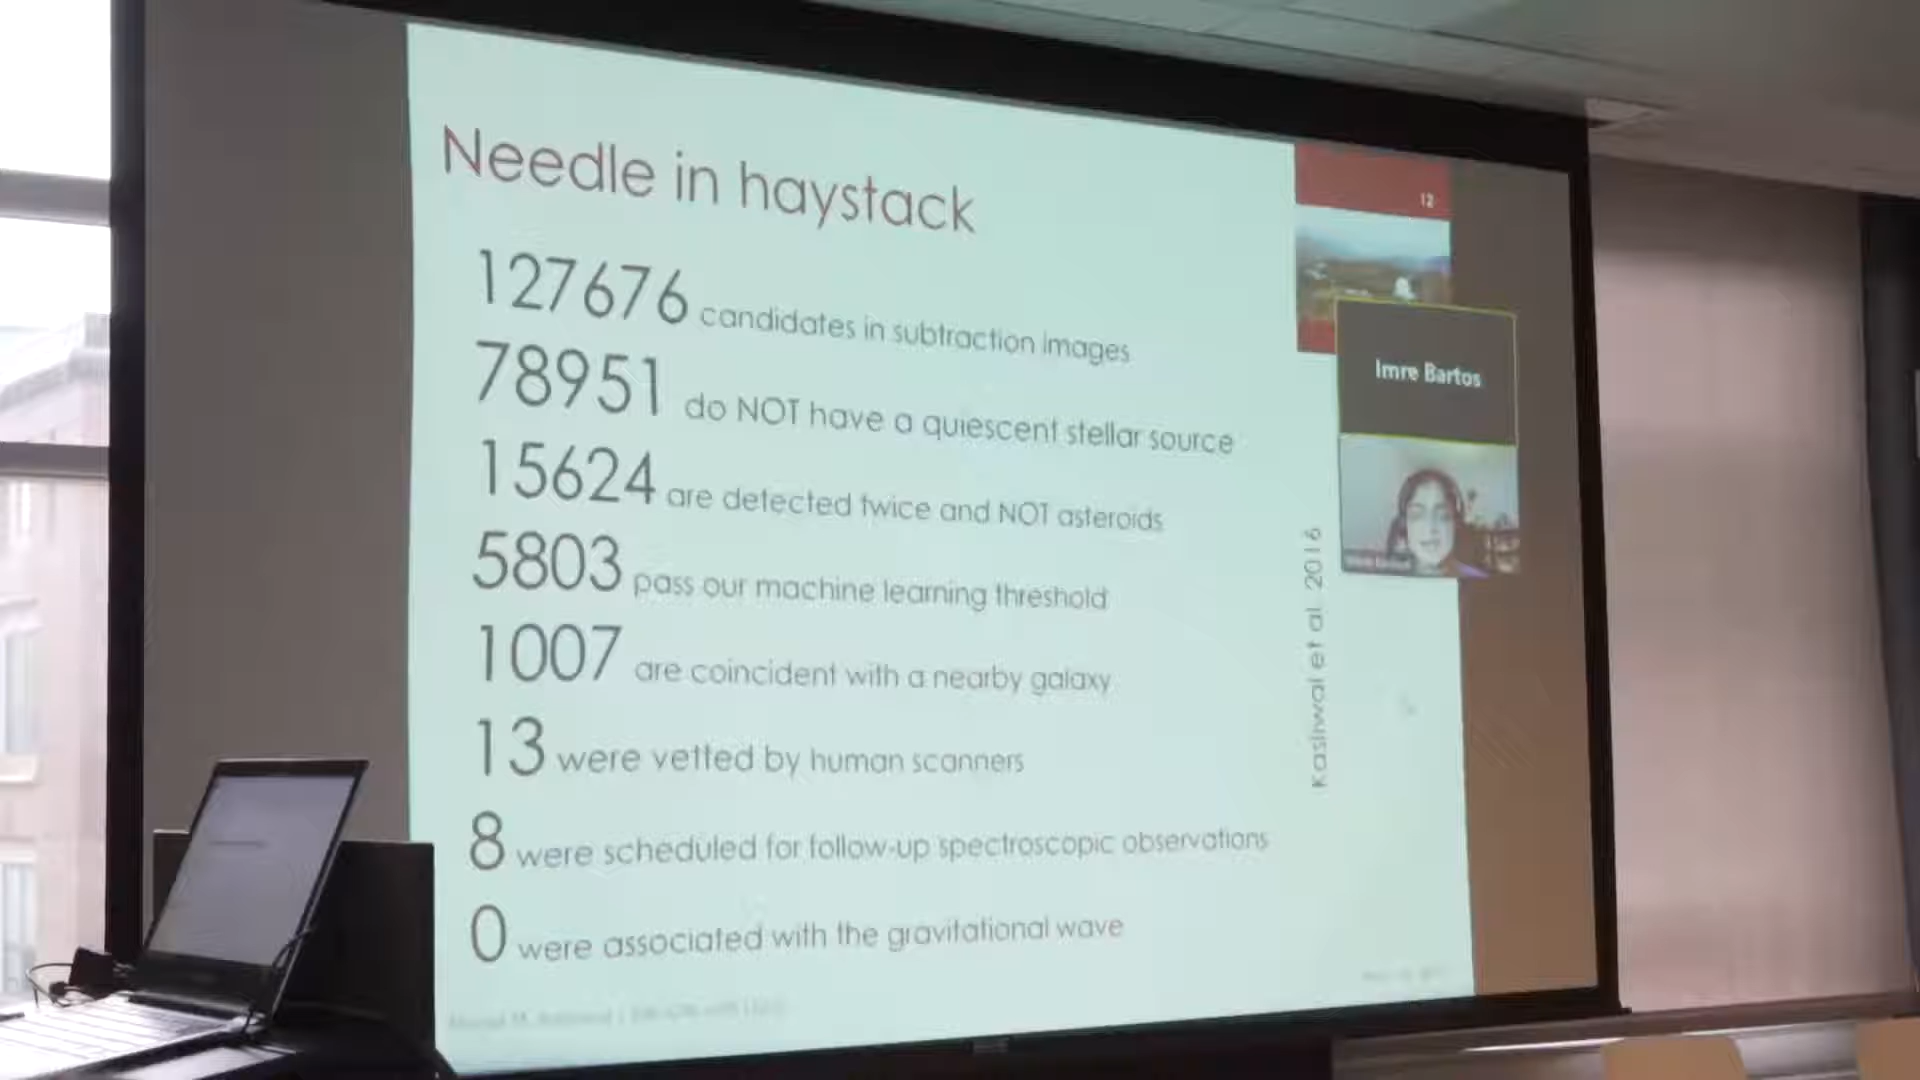 Needle in haystack
12
127676 candidates in subtraction images
78951 do NOT have a quiescent stellar source
15624 are detected twice and NOT asteroids
5803 pass our machine learning threshold
1007 are coincident with a nearby galaxy
13 were vetted by human scanners
8 were scheduled for follow-up spectroscopic observations
0 were associated with the gravitational wave
Kasliwal et al. 2016
Imre Bartos